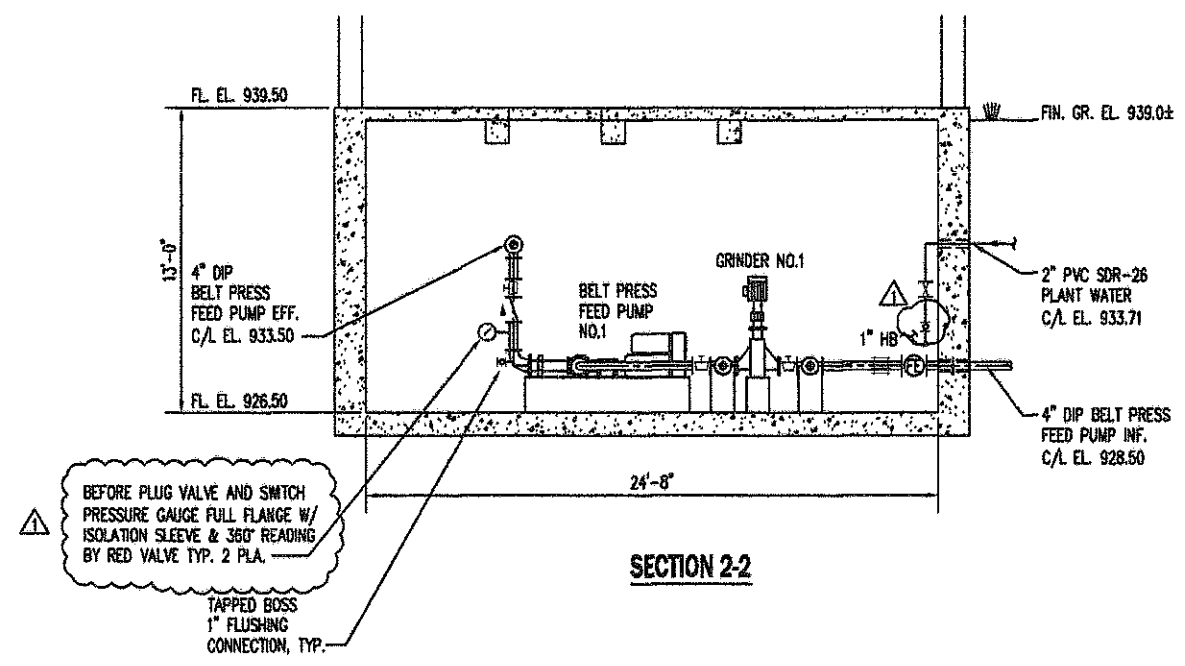 FL. EL. 939.50
FIN. GR. EL. 939.0±
13'-0"
4" DIP
BELT PRESS
FEED PUMP EFF.
C/L EL. 933.50
BELT PRESS
FEED PUMP
NO.1
GRINDER NO.1
1
1" HB
2" PVC SDR-26
PLANT WATER
C/L EL. 933.71
FE
FL. EL. 926.50
4" DIP BELT PRESS
FEED PUMP INF.
C/L EL. 928.50
24'-8"
1
BEFORE PLUG VALVE AND SWITCH
PRESSURE GAUGE FULL FLANGE W/
ISOLATION SLEEVE & 360° READING
BY RED VALVE TYP. 2 PLA.
SECTION 2-2
TAPPED BOSS
1" FLUSHING
CONNECTION, TYP.